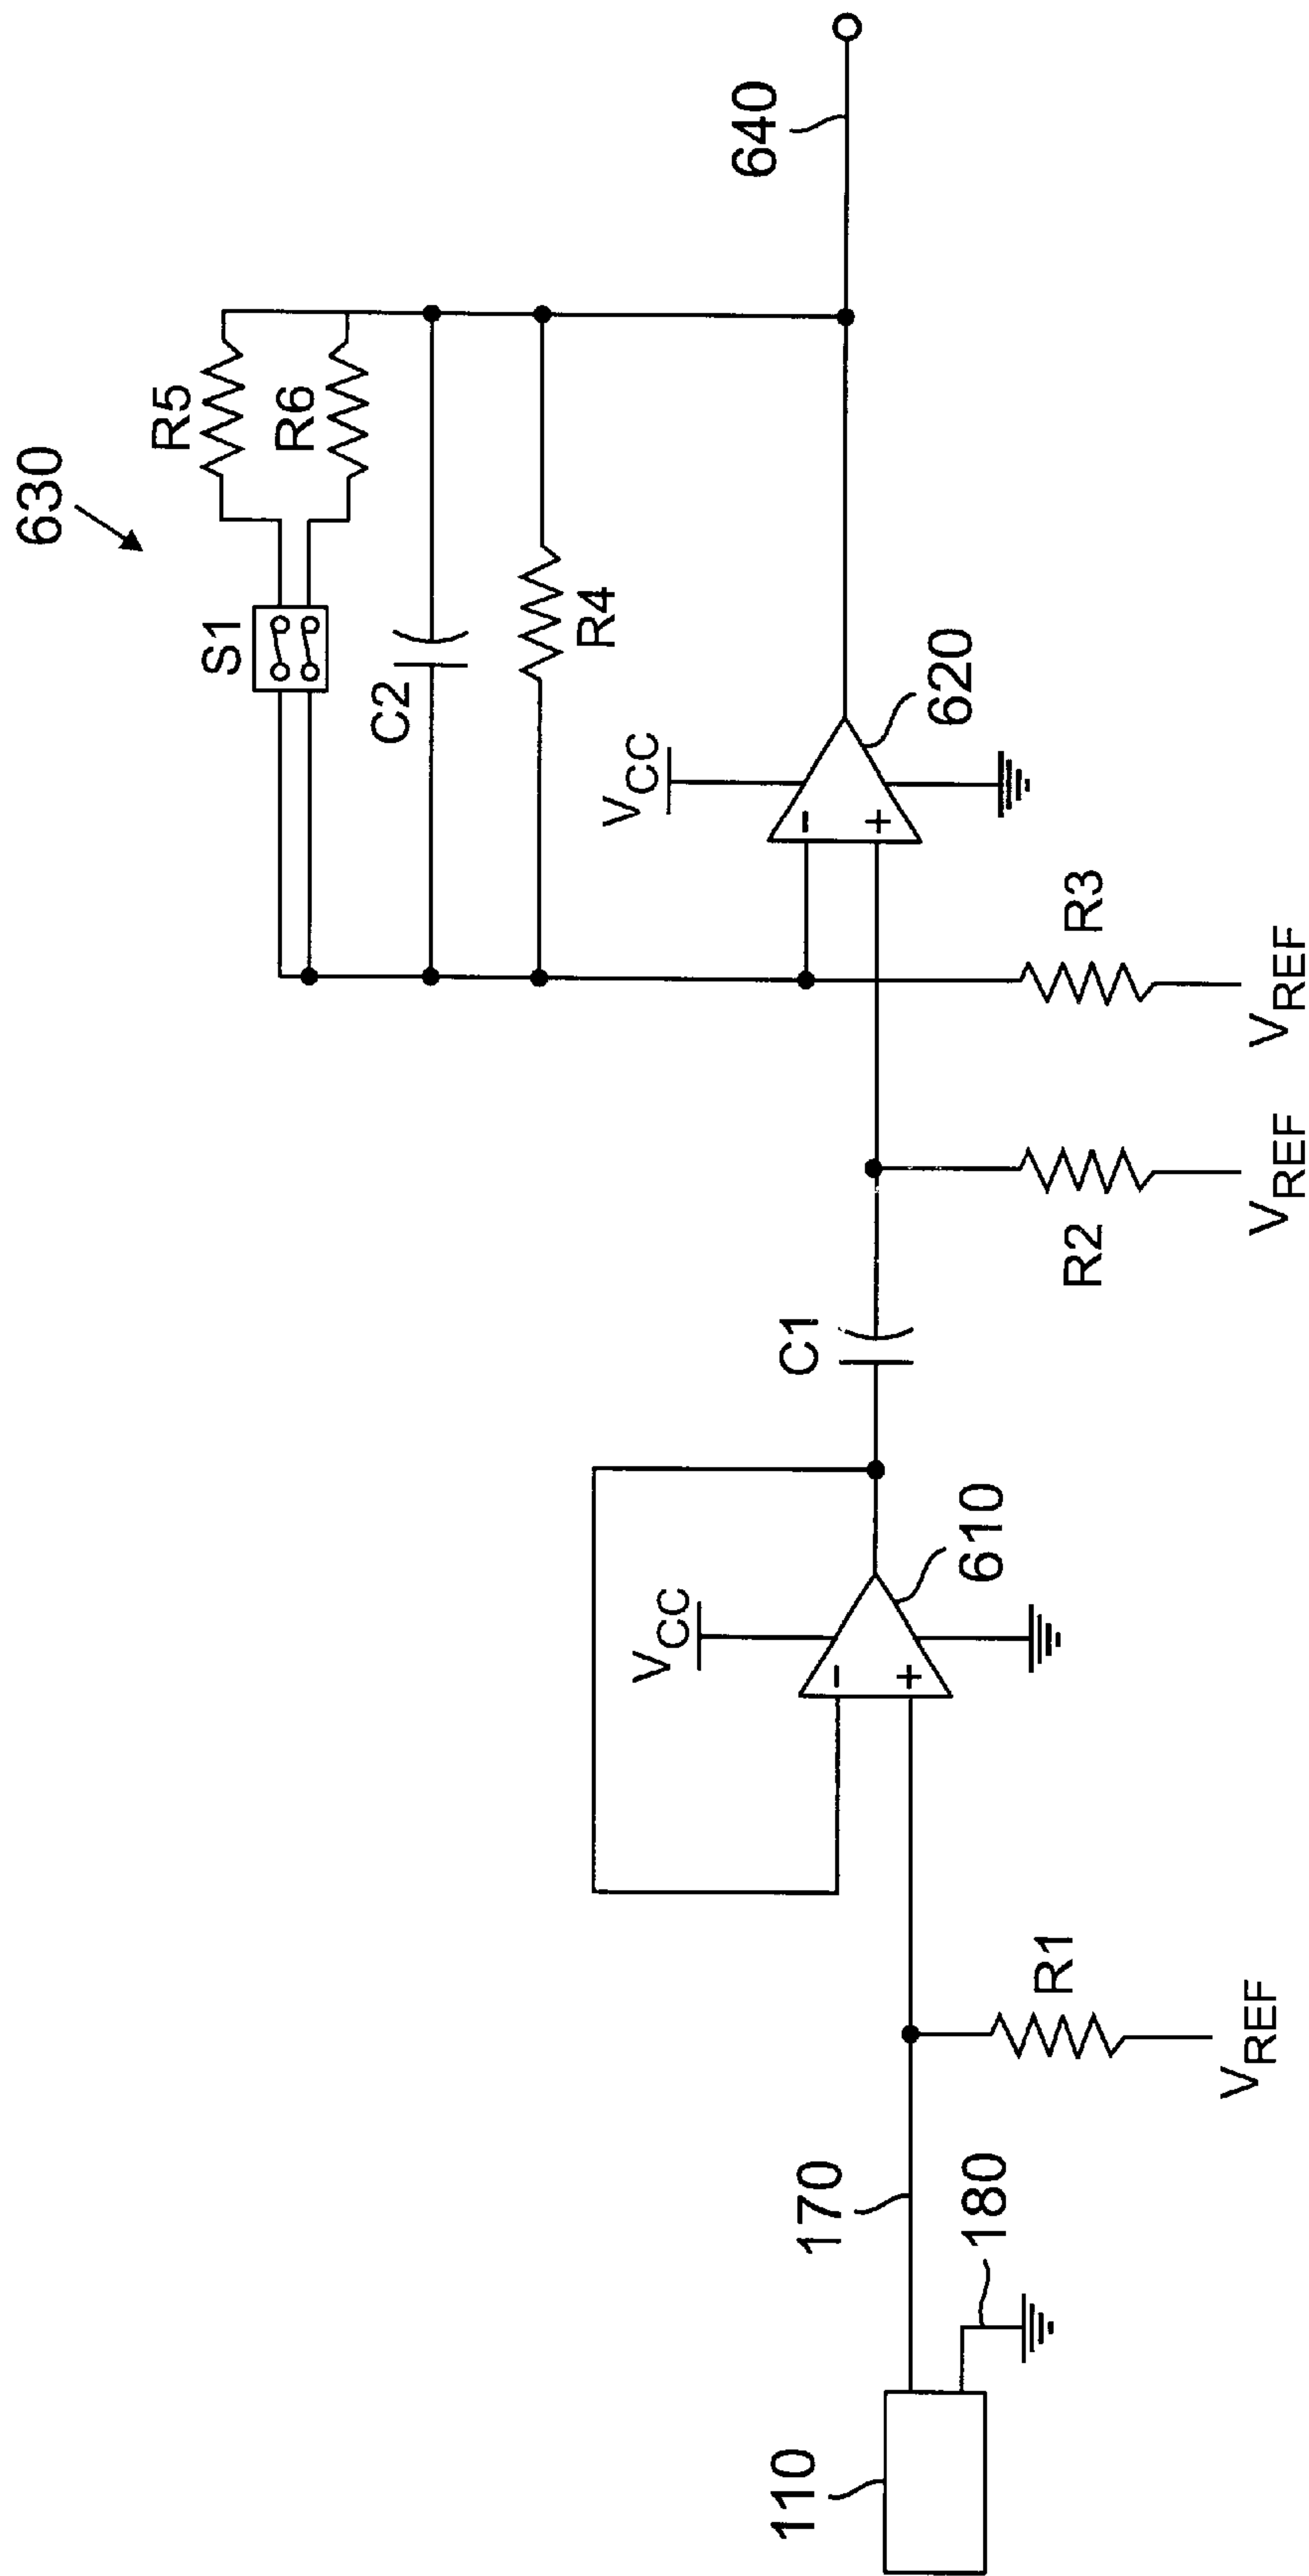 630
R5
R6
S1
C2
R4
640
VCC
620
R3
VREF
R2
VREF
C1
VCC
610
R1
VREF
170
180
110
-
+
-
+